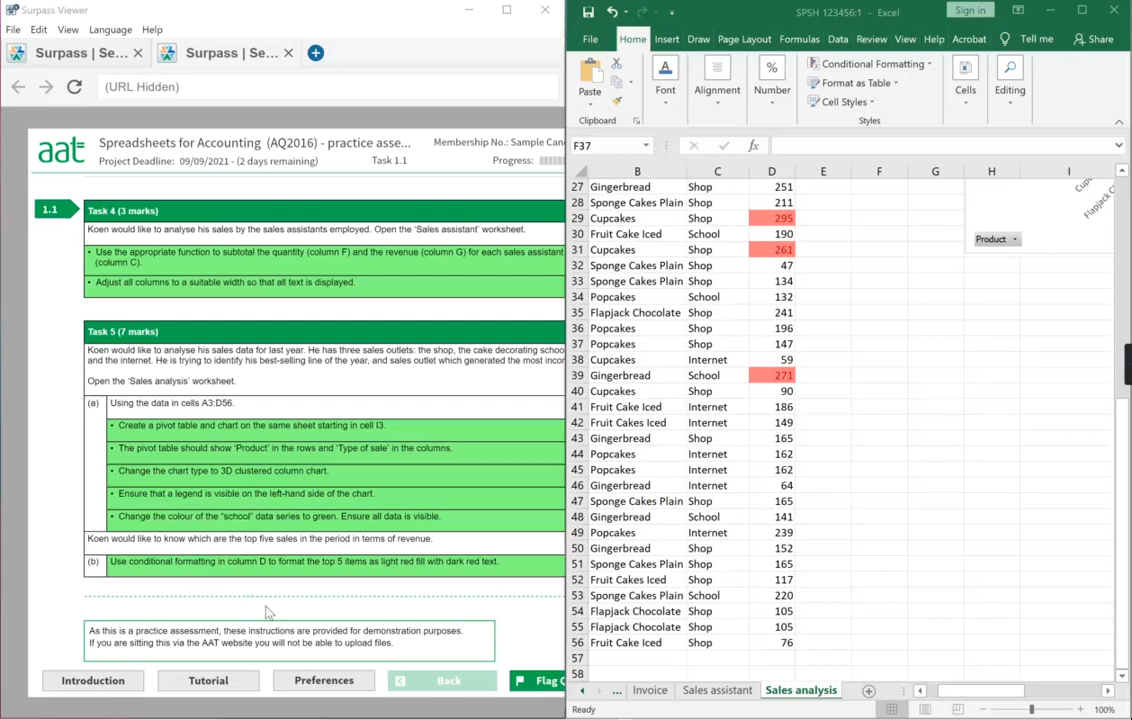 Surpass Viewer
File Edit View Language Help
Surpass | Se... Surpass | Se...
(URL Hidden)
aat Spreadsheets for Accounting (AQ2016) - practice asse... Membership No.: Sample Can
Project Deadline: 09/09/2021 - (2 days remaining) Task 1.1 Progress:
1.1
Task 4 (3 marks)
Koen would like to analyse his sales by the sales assistants employed. Open the 'Sales assistant' worksheet.
• Use the appropriate function to subtotal the quantity (column F) and the revenue (column G) for each sales assistant
(column C).
• Adjust all columns to a suitable width so that all text is displayed.
Task 5 (7 marks)
Koen would like to analyse his sales data for last year. He has three sales outlets: the shop, the cake decorating schoo
and the internet. He is trying to identify his best-selling line of the year, and sales outlet which generated the most inco
Open the 'Sales analysis' worksheet.
(a) Using the data in cells A3:D56.
• Create a pivot table and chart on the same sheet starting in cell I3.
• The pivot table should show 'Product' in the rows and 'Type of sale' in the columns.
• Change the chart type to 3D clustered column chart.
• Ensure that a legend is visible on the left-hand side of the chart.
• Change the colour of the "school" data series to green. Ensure all data is visible.
Koen would like to know which are the top five sales in the period in terms of revenue.
(b) Use conditional formatting in column D to format the top 5 items as light red fill with dark red text.
As this is a practice assessment, these instructions are provided for demonstration purposes.
If you are sitting this via the AAT website you will not be able to upload files.
Introduction Tutorial Preferences Back Flag Q
SPSH 123456:1 - Excel Sign in
File Home Insert Draw Page Layout Formulas Data Review View Help Acrobat Tell me Share
Paste Font Alignment Number Conditional Formatting Format as Table Cell Styles Cells Editing
Clipboard Styles
F37 fx
B C D E F G H I
27 Gingerbread Shop 251
28 Sponge Cakes Plain Shop 211
29 Cupcakes Shop 295
30 Fruit Cake Iced School 190
31 Cupcakes Shop 261
32 Sponge Cakes Plain Shop 47
33 Sponge Cakes Plain Shop 134
34 Popcakes School 132
35 Flapjack Chocolate Shop 241
36 Popcakes Shop 196
37 Popcakes Shop 147
38 Cupcakes Internet 59
39 Gingerbread School 271
40 Cupcakes Shop 90
41 Fruit Cake Iced Internet 186
42 Fruit Cakes Iced Internet 149
43 Gingerbread Shop 165
44 Popcakes Internet 162
45 Popcakes Internet 162
46 Gingerbread Internet 64
47 Sponge Cakes Plain Shop 165
48 Gingerbread School 141
49 Popcakes Internet 239
50 Gingerbread Shop 152
51 Sponge Cakes Plain Shop 165
52 Fruit Cakes Iced Shop 117
53 Sponge Cakes Plain School 220
54 Flapjack Chocolate Shop 105
55 Flapjack Chocolate Shop 105
56 Fruit Cake Iced Shop 76
57
58
Cupc
Flapjack C
Product
... Invoice Sales assistant Sales analysis
Ready 100%